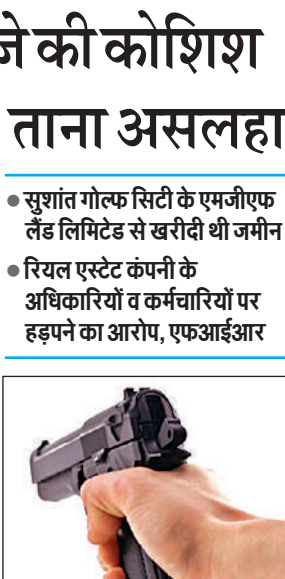 की कोशिश
ताना असलहा
● सुशांत गोल्फ सिटी के एमजीएफ
लैंड लिमिटेड से खरीदी थी जमीन
● रियल एस्टेट कंपनी के
अधिकारियों व कर्मचारियों पर
हड़पने का आरोप, एफआईआर